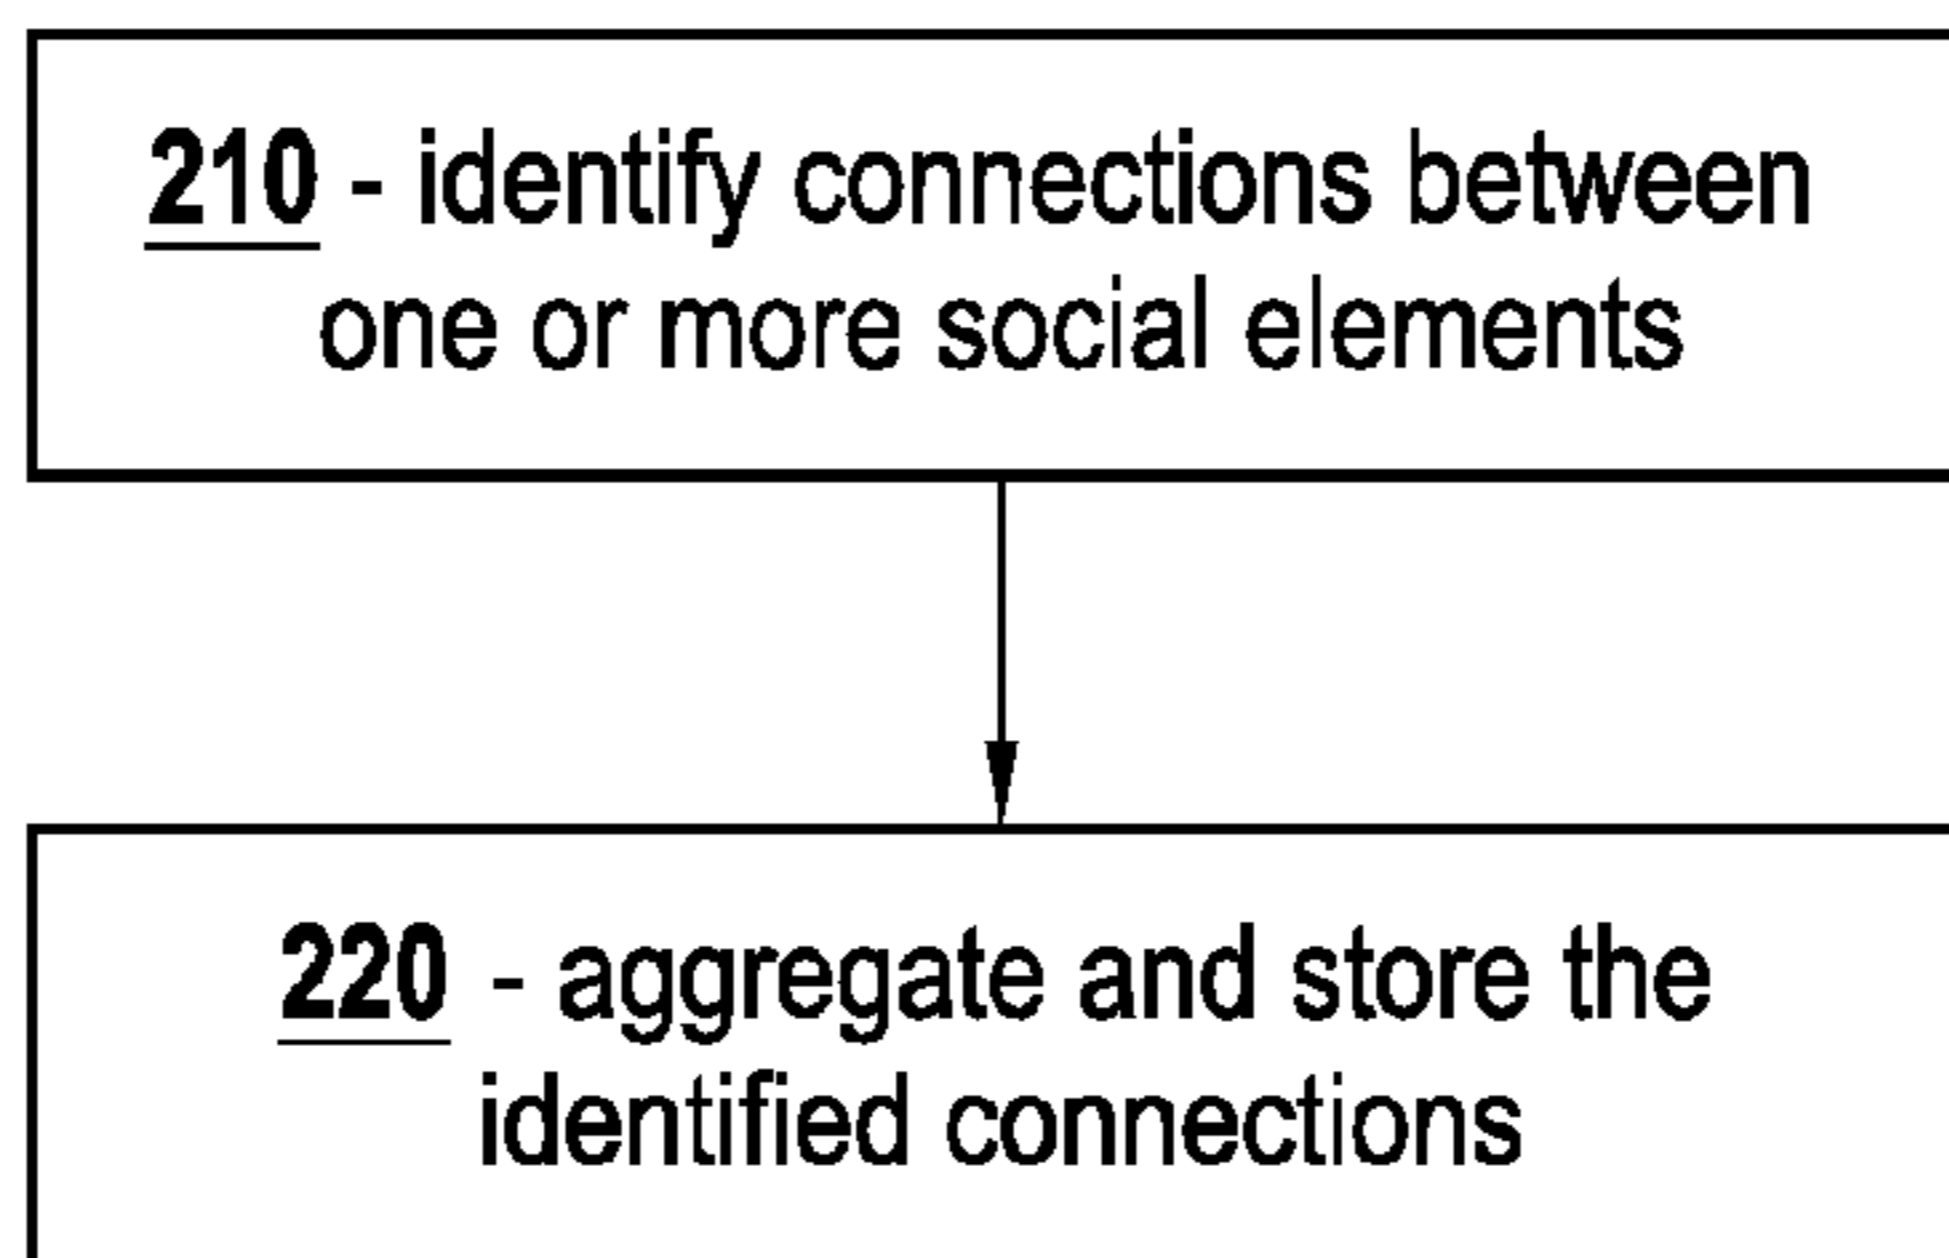 210 - identify connections between
one or more social elements
220 - aggregate and store the
identified connections